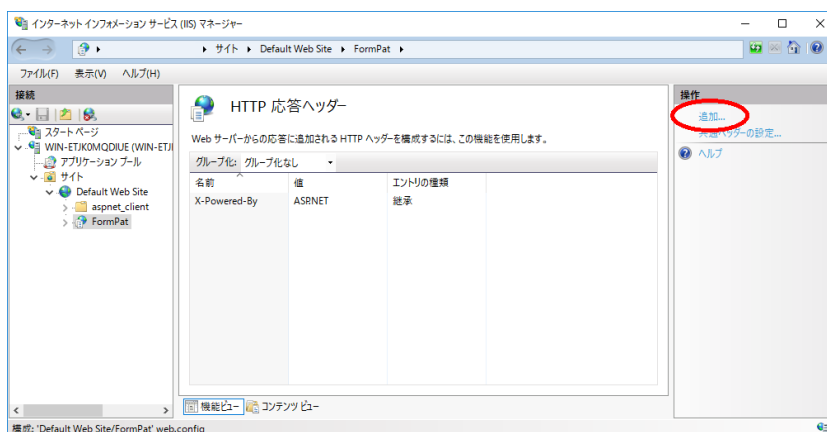 インターネット インフォメーション サービス (IIS) マネージャー
サイト Default Web Site FormPat
ファイル(F) 表示(V) ヘルプ(H)
接続
スタート ページ
WIN-ETJK0MQDIUE (WIN-ETJ
アプリケーション プール
サイト
Default Web Site
aspnet_client
FormPat
HTTP 応答ヘッダー
Web サーバーからの応答に追加される HTTP ヘッダーを構成するには、この機能を使用します。
グループ化: グループ化なし
名前 値 エントリの種類
X-Powered-By ASP.NET 継承
機能ビュー コンテンツ ビュー
操作
追加...
共通ヘッダーの設定...
ヘルプ
構成: 'Default Web Site/FormPat' web.config